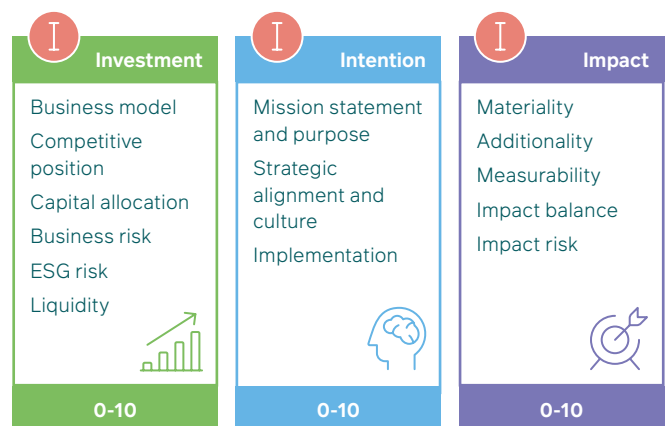 I
Investment
Business model
Competitive
position
Capital allocation
Business risk
ESG risk
Liquidity
0-10
I
Intention
Mission statement
and purpose
Strategic
alignment and
culture
Implementation
0-10
I
Impact
Materiality
Additionality
Measurability
Impact balance
Impact risk
0-10